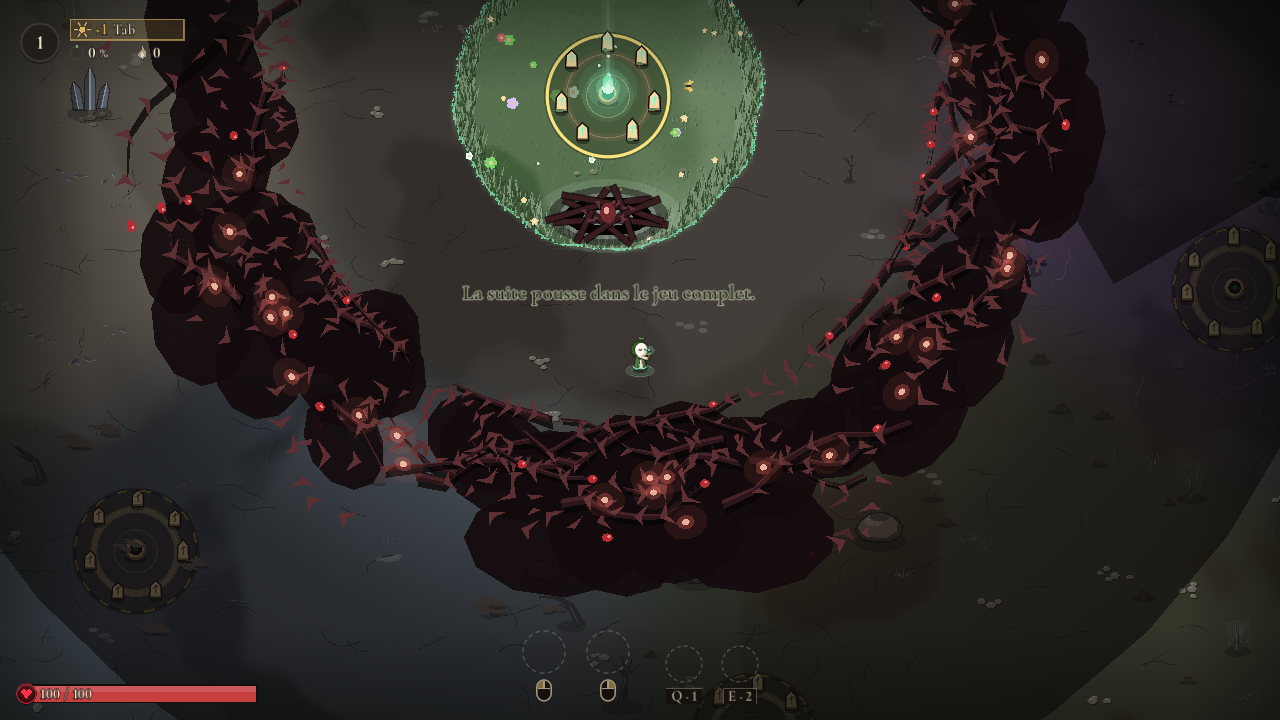 1
+1 Tab
0 %
0
La suite pousse dans le jeu complet.
100 / 100
Q · 1
E · 2